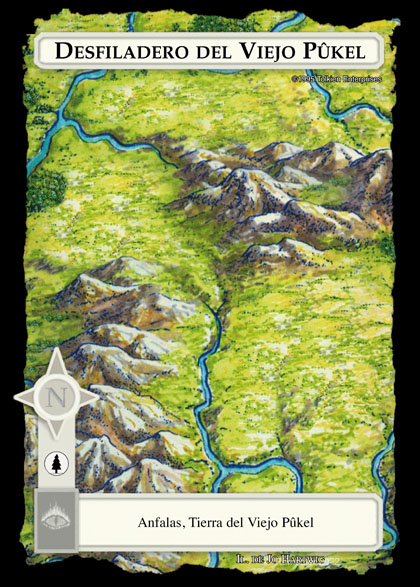 Desfiladero del Viejo Pûkel
©1995 Tolkien Enterprises
N
Anfalas, Tierra del Viejo Pûkel
Il. de Jo Hartwig